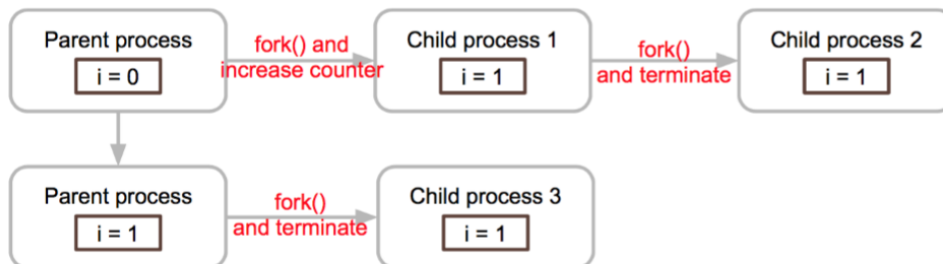 Parent process
i = 0
fork() and
increase counter
Child process 1
i = 1
fork()
and terminate
Child process 2
i = 1
Parent process
i = 1
fork()
and terminate
Child process 3
i = 1